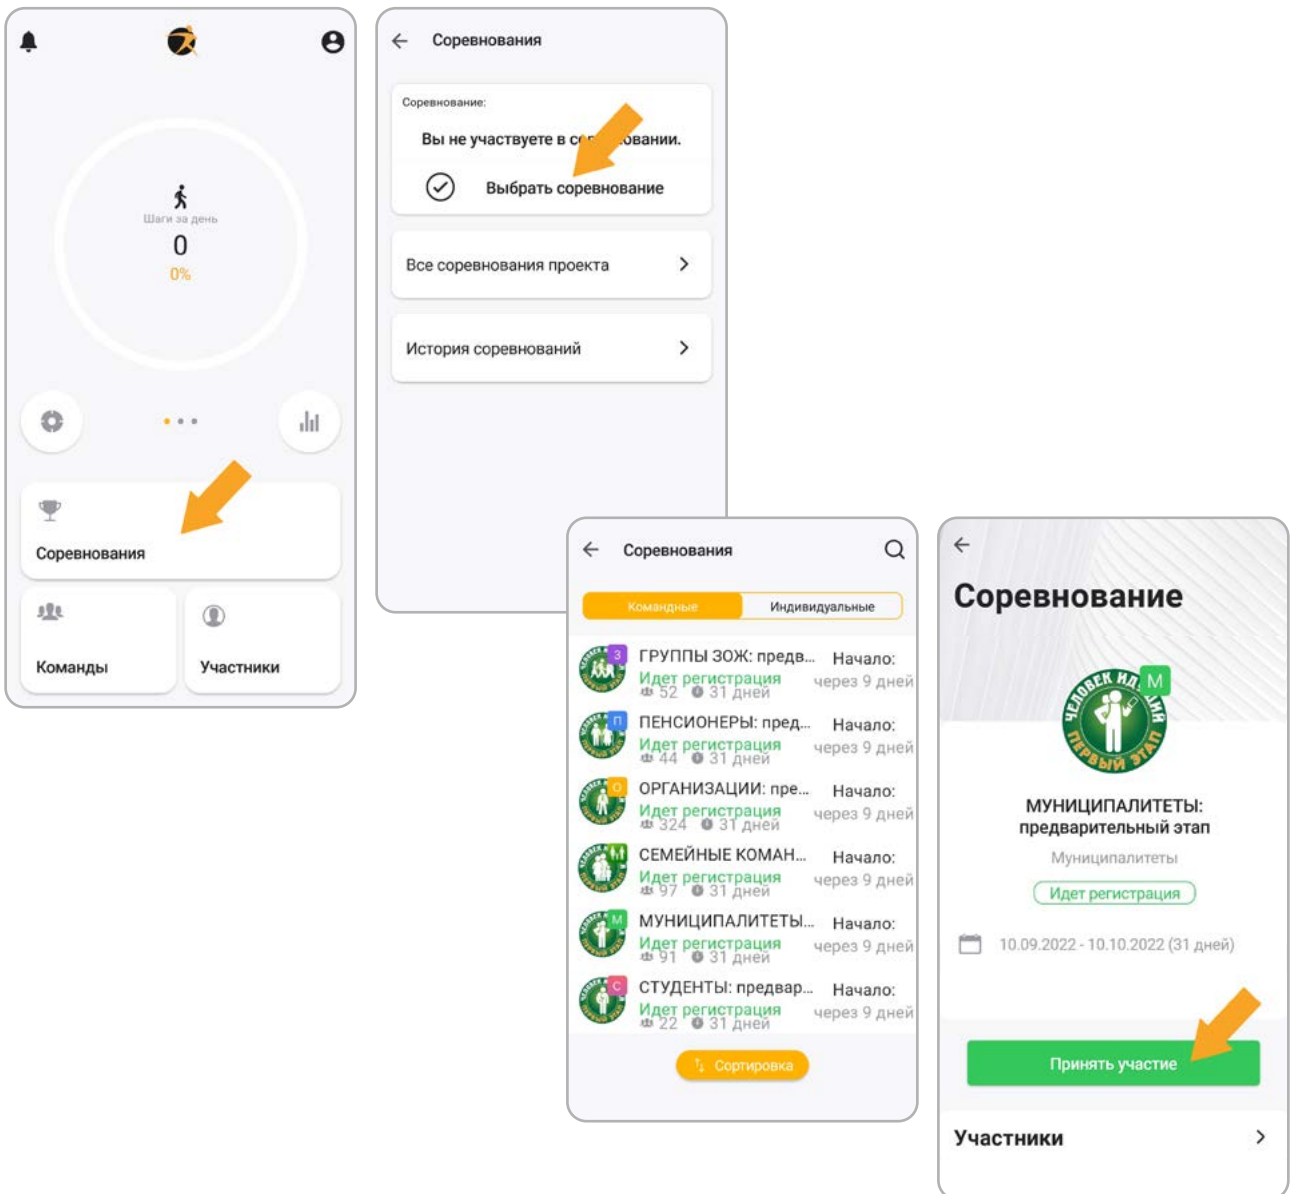 Шаги за день
0
0%
Соревнования
Команды
Участники
Соревнования
Соревнование:
Вы не участвуете в соревновании.
Выбрать соревнование
Все соревнования проекта
История соревнований
Соревнования
Командные
Индивидуальные
З
ГРУППЫ ЗОЖ: предв...
Начало:
Идет регистрация
через 9 дней
52 31 дней
П
ПЕНСИОНЕРЫ: пред...
Начало:
Идет регистрация
через 9 дней
44 31 дней
О
ОРГАНИЗАЦИИ: пре...
Начало:
Идет регистрация
через 9 дней
324 31 дней
СЕМЕЙНЫЕ КОМАН...
Начало:
Идет регистрация
через 9 дней
97 31 дней
М
МУНИЦИПАЛИТЕТЫ...
Начало:
Идет регистрация
через 9 дней
91 31 дней
С
СТУДЕНТЫ: предвар...
Начало:
Идет регистрация
через 9 дней
22 31 дней
Сортировка
Соревнование
М
ЧЕЛОВЕК ИДУЩИЙ
ПЕРВЫЙ ЭТАП
МУНИЦИПАЛИТЕТЫ:
предварительный этап
Муниципалитеты
Идет регистрация
10.09.2022 - 10.10.2022 (31 дней)
Принять участие
Участники